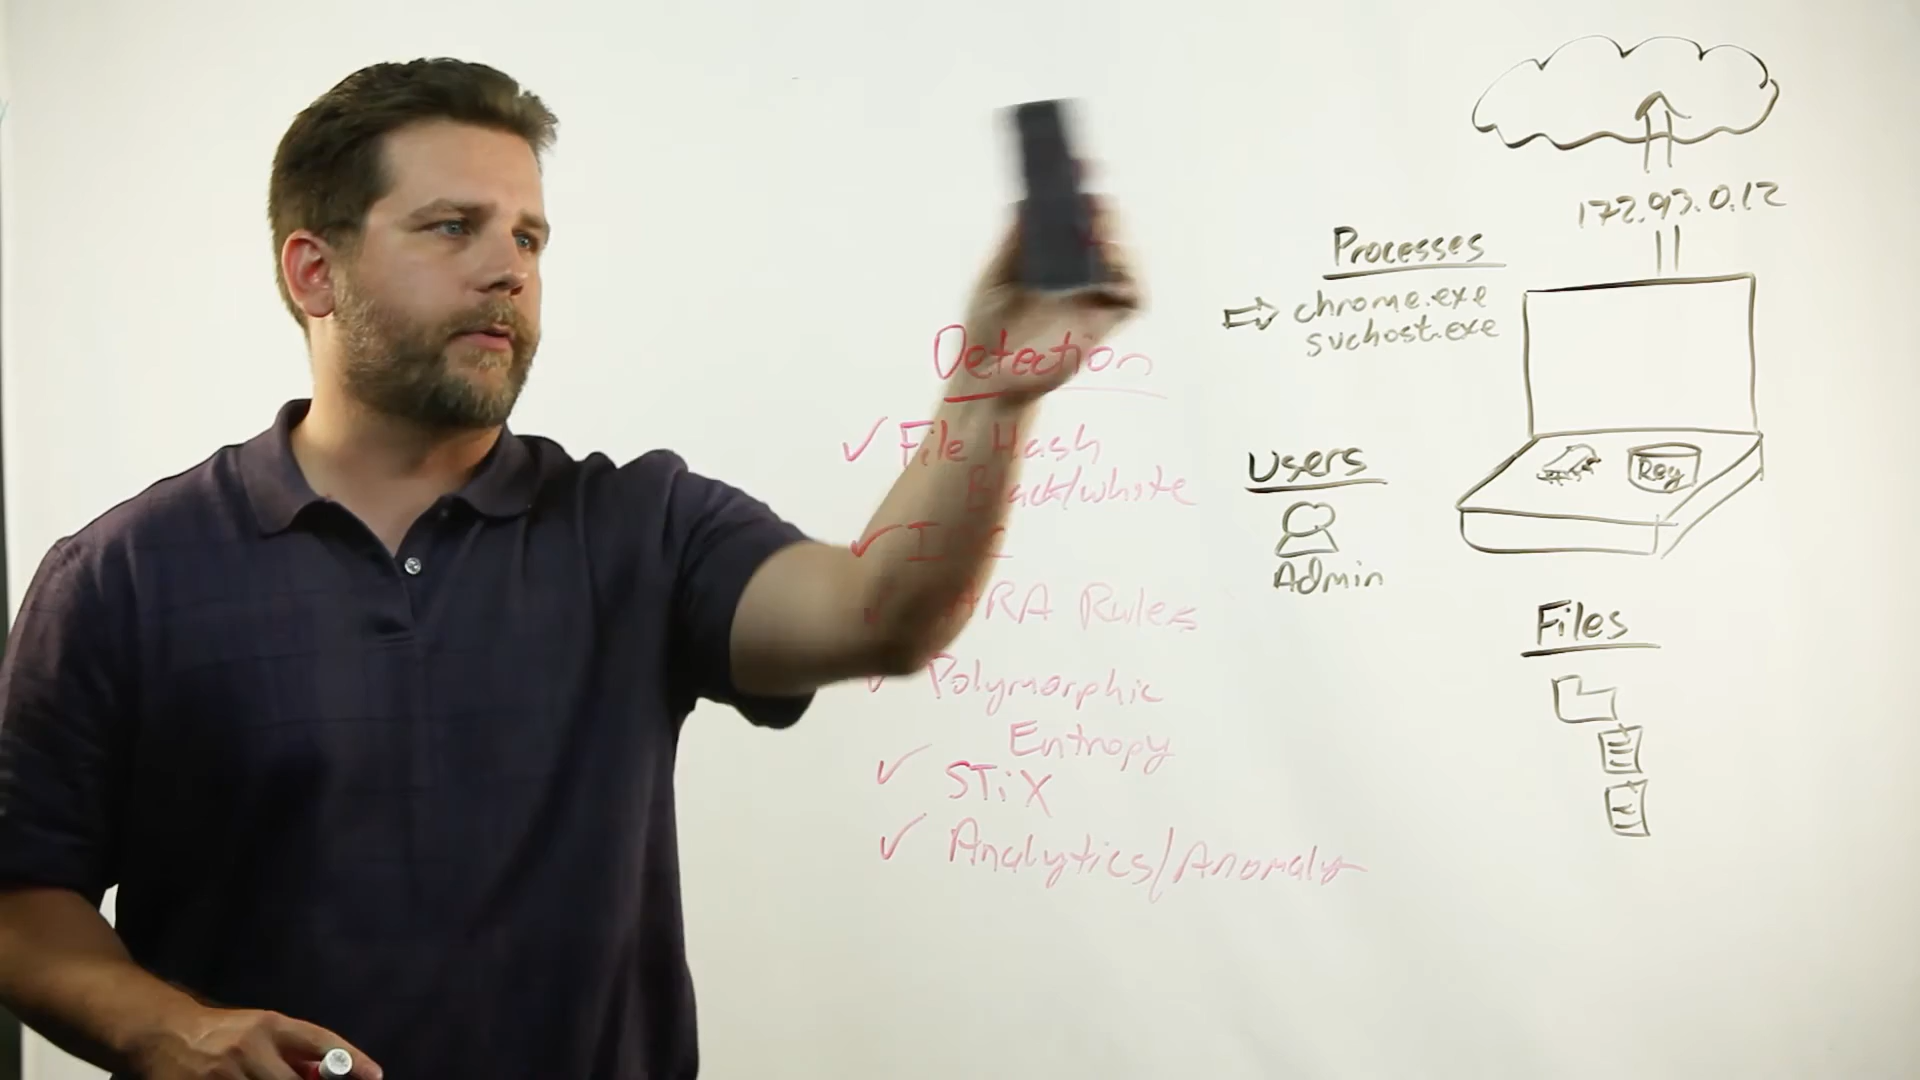 172.93.0.12
Processes
chrome.exe
svchost.exe
Detection
✓ File Hash
Black/white
✓
✓ ARA Rules
✓ Polymorphic
Entropy
✓ STiX
✓ Analytics/Anomaly
Users
Admin
Reg
Files